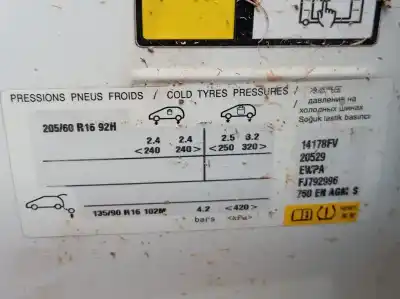 PRESSIONS PNEUS FROIDS / COLD TYRES PRESSURES /
давление на
холодных шинах
Soğuk lastik basıncı
205/60 R16 92H
2.4 2.4 2.5 3.2
<240 240> <250 320>
14178FV
20529
EWPA
FJ792996
760 EN AGM S
135/90 R16 102M 4.2 <420>
bars <kPa>